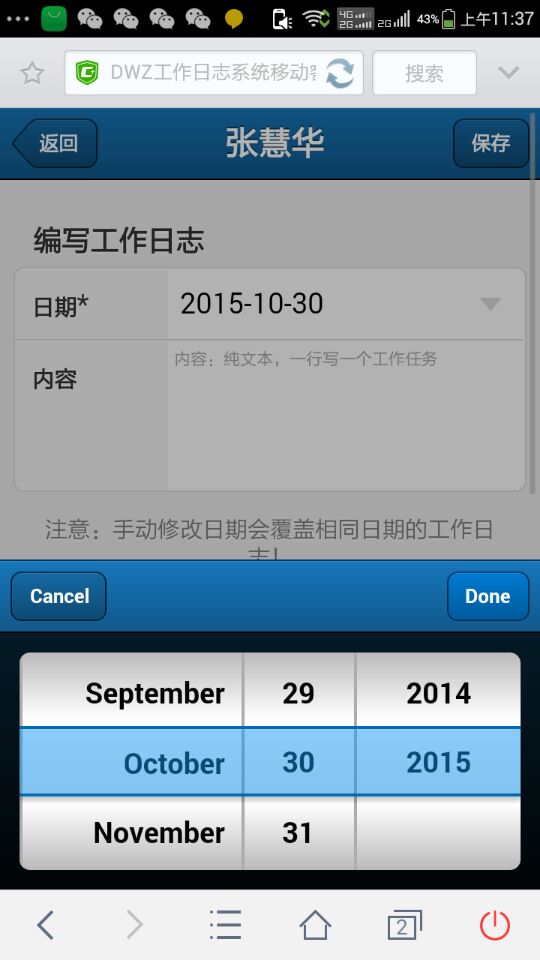 4G
2G
2G
43%
上午11:37
DWZ工作日志系统移动客
搜索
返回
张慧华
保存
编写工作日志
日期*
2015-10-30
内容
内容：纯文本，一行写一个工作任务
注意：手动修改日期会覆盖相同日期的工作日
志！
Cancel
Done
September 29 2014
October 30 2015
November 31
2